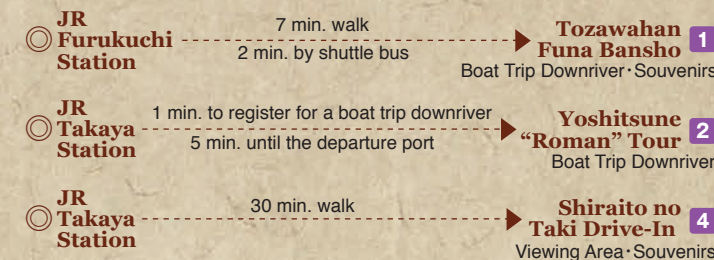 JR
Furukuchi
Station
7 min. walk
2 min. by shuttle bus
Tozawahan
Funa Bansho
1
Boat Trip Downriver･Souvenirs
JR
Takaya
Station
1 min. to register for a boat trip downriver
5 min. until the departure port
Yoshitsune
“Roman” Tour
2
Boat Trip Downriver
JR
Takaya
Station
30 min. walk
Shiraito no
Taki Drive-In
4
Viewing Area･Souvenirs